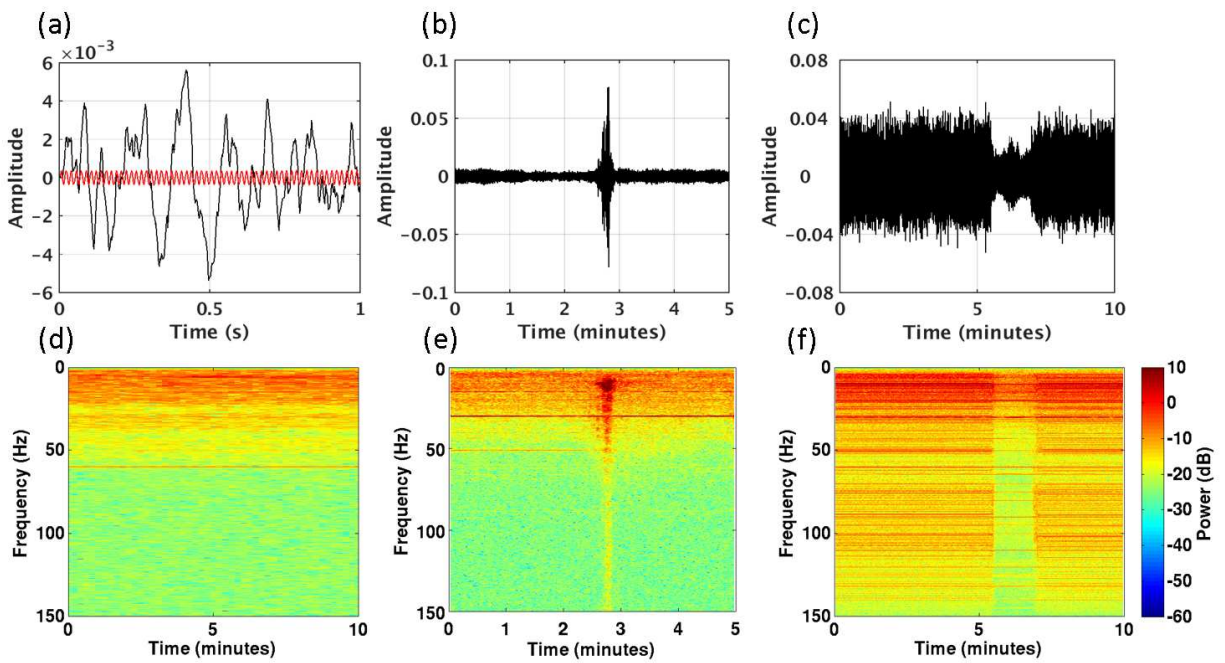 (a)
×10⁻³
6
4
2
0
−2
−4
−6
Amplitude
0 0.5 1
Time (s)
(b)
0.1
0.05
0
−0.05
−0.1
Amplitude
0 1 2 3 4 5
Time (minutes)
(c)
0.08
0.04
0
−0.04
−0.08
Amplitude
0 5 10
Time (minutes)
(d)
0
50
100
150
Frequency (Hz)
0 5 10
Time (minutes)
(e)
0
50
100
150
Frequency (Hz)
0 1 2 3 4 5
Time (minutes)
(f)
0
50
100
150
Frequency (Hz)
0 5 10
Time (minutes)
10
0
−10
−20
−30
−40
−50
−60
Power (dB)